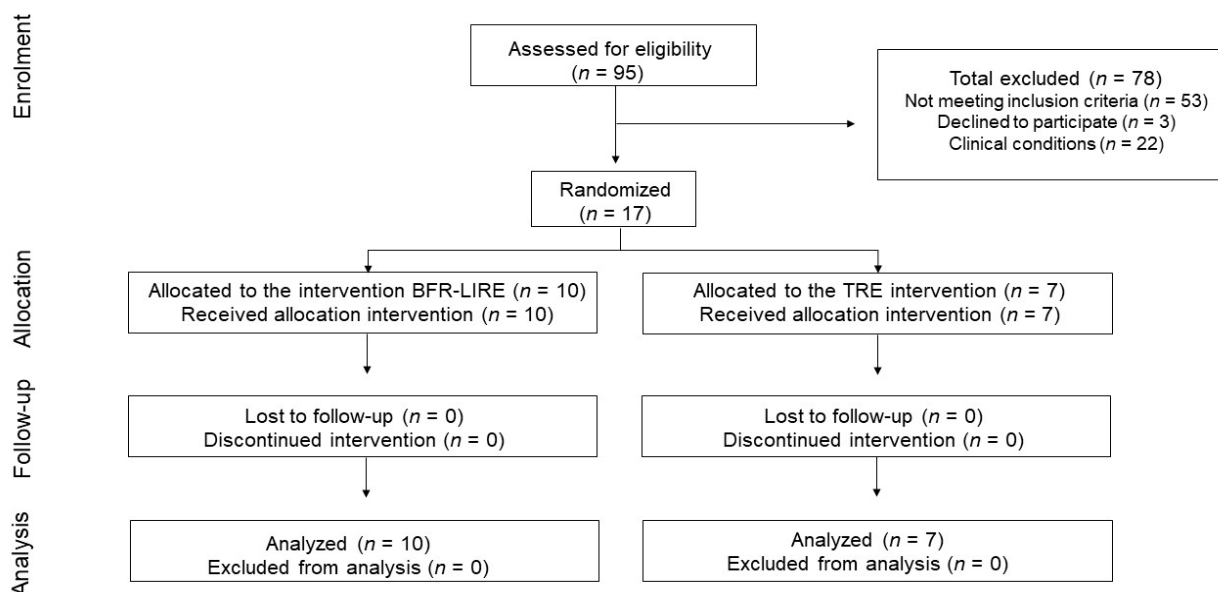 Enrolment
Assessed for eligibility
(n = 95)
Total excluded (n = 78)
Not meeting inclusion criteria (n = 53)
Declined to participate (n = 3)
Clinical conditions (n = 22)
Randomized
(n = 17)
Allocation
Allocated to the intervention BFR-LIRE (n = 10)
Received allocation intervention (n = 10)
Allocated to the TRE intervention (n = 7)
Received allocation intervention (n = 7)
Follow-up
Lost to follow-up (n = 0)
Discontinued intervention (n = 0)
Lost to follow-up (n = 0)
Discontinued intervention (n = 0)
Analysis
Analyzed (n = 10)
Excluded from analysis (n = 0)
Analyzed (n = 7)
Excluded from analysis (n = 0)